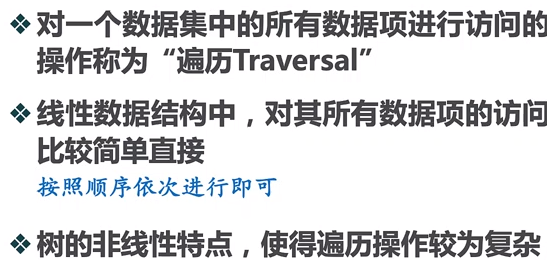 ❖对一个数据集中的所有数据项进行访问的
操作称为“遍历Traversal”
❖线性数据结构中，对其所有数据项的访问
比较简单直接
按照顺序依次进行即可
❖树的非线性特点，使得遍历操作较为复杂